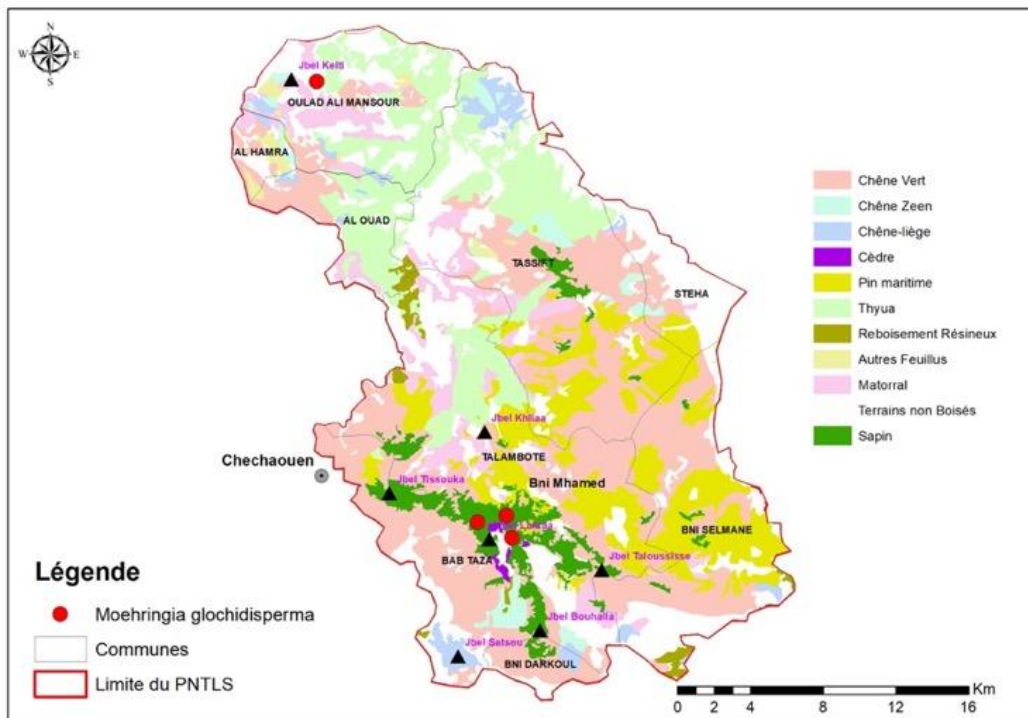 N
W E
S
Jbel Kelti
OULAD ALI MANSOUR
AL HAMRA
AL OUAD
TASSIFT
STEHA
Jbel Khliaa
TALAMBOTE
Chechaouen
Bni Mhamed
Jbel Tissouka
BNI SELMANE
BAB TAZA
Jbel Taloussisse
Jbel Bouhalla
Jbel Setsou
BNI DARKOUL
Chêne Vert
Chêne Zeen
Chêne-liège
Cèdre
Pin maritime
Thyua
Reboisement Résineux
Autres Feuillus
Matorral
Terrains non Boisés
Sapin
Légende
Moehringia glochidisperma
Communes
Limite du PNTLS
Km
0 2 4 8 12 16